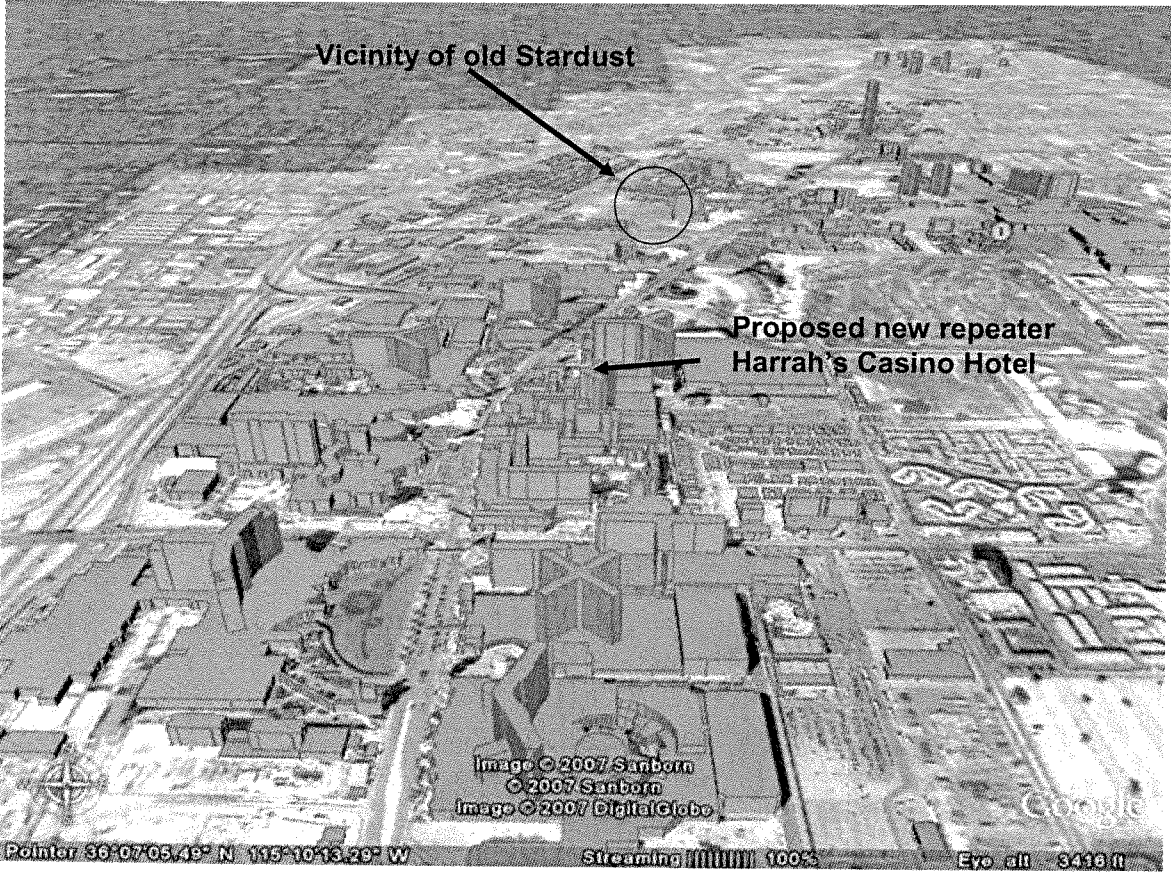 Vicinity of old Stardust
Proposed new repeater
Harrah's Casino Hotel
Image © 2007 Sanborn
© 2007 Sanborn
Image © 2007 DigitalGlobe
Google
Pointer 36°07'05.49" N 115°10'13.29" W
Streaming |||||||||| 100%
Eye alt 3416 ft